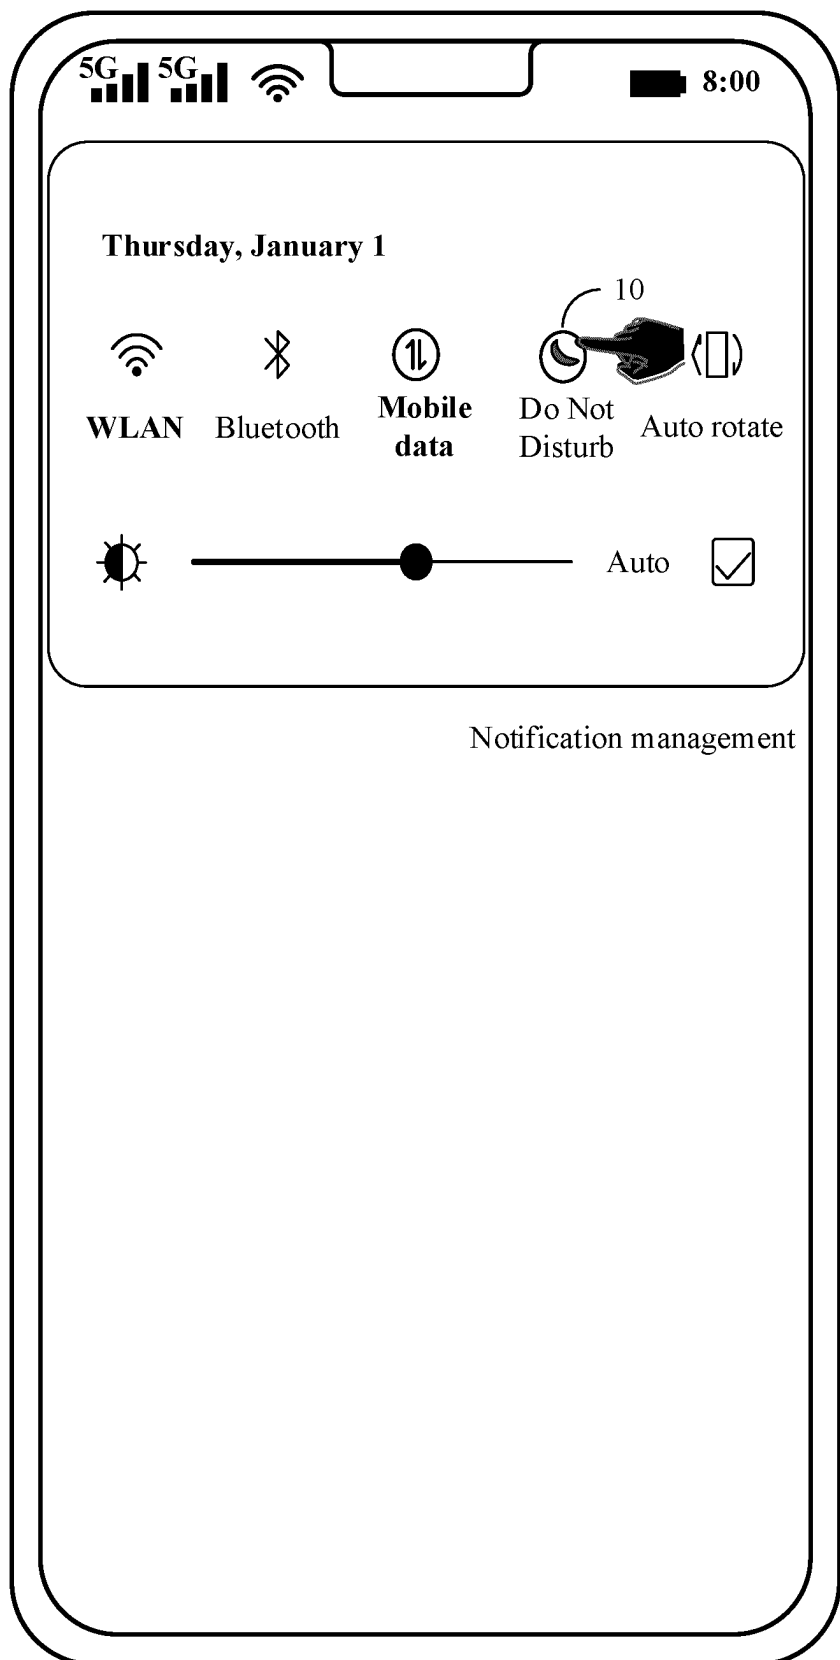 5G 5G 8:00
Thursday, January 1
10
WLAN Bluetooth Mobile data Do Not Disturb Auto rotate
Auto
Notification management